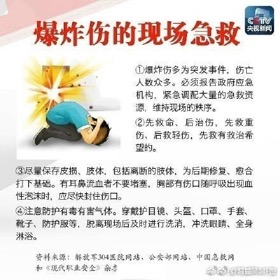 CCTV
央视新闻
爆炸伤的现场急救
①爆炸伤多为突发事件，伤亡
人数众多。必须报告政府应急
机构，紧急调配大量的急救资
源，维持现场的秩序。
②先救命、后治伤，先救重
伤、后救轻伤，先救有救治希
望的。
③尽量保存皮损、肢体，包括离断的肢体，为后期修复、愈合
打下基础。有耳鼻流血者不要堵塞，胸部有伤口随呼吸出现血
性泡沫时，应尽快封住伤口。
④注意防护有毒有害气体。穿戴护目镜、头盔、口罩、手套、
靴子、防护服等，脱离现场后及时进行洗消，冲洗眼睛、全身
淋浴。
资料来源：解放军304医院网站、公安部网站、中国急救网
和《现代职业安全》杂志